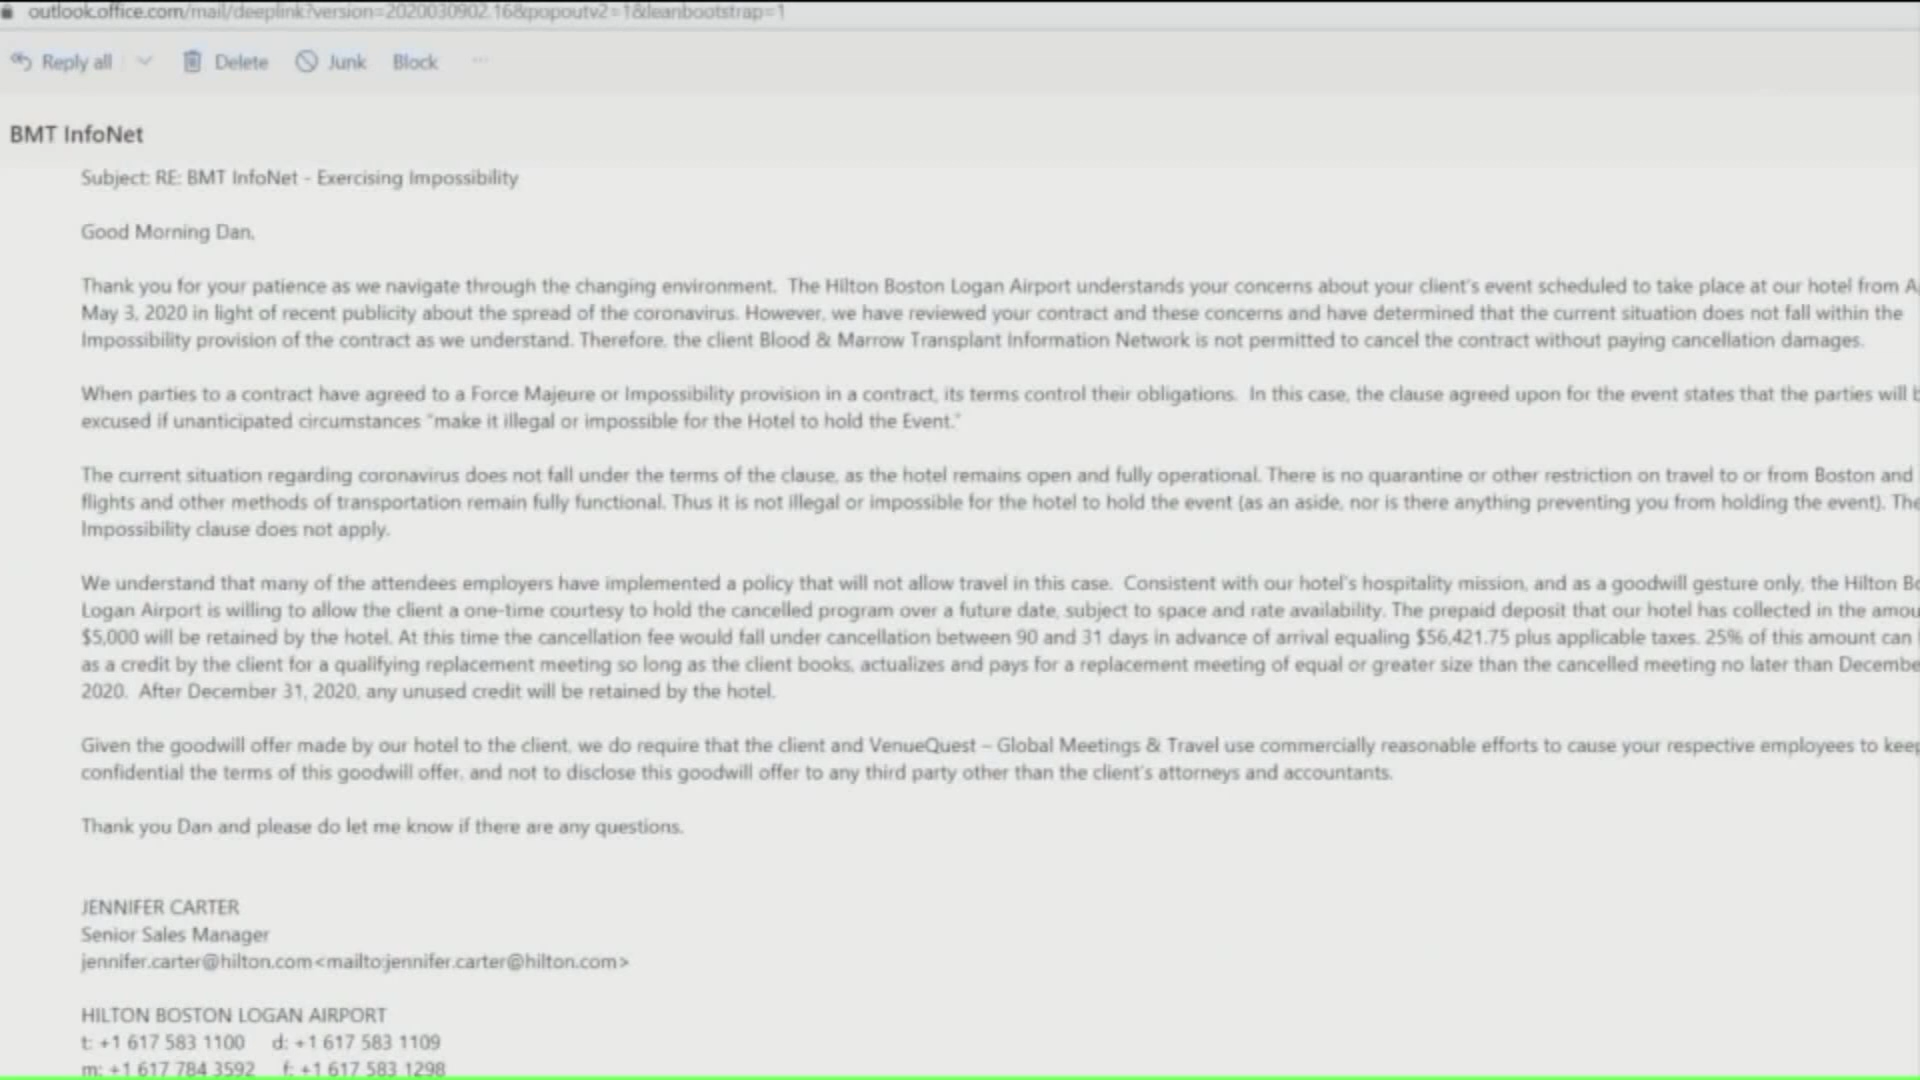 outlook.office.com/mail/deeplink?version=2020030902.16&popoutv2=1&leanbootstrap=1
Reply all Delete Junk Block ...
BMT InfoNet
Subject: RE: BMT InfoNet - Exercising Impossibility
Good Morning Dan,
Thank you for your patience as we navigate through the changing environment. The Hilton Boston Logan Airport understands your concerns about your client's event scheduled to take place at our hotel from A
May 3, 2020 in light of recent publicity about the spread of the coronavirus. However, we have reviewed your contract and these concerns and have determined that the current situation does not fall within the
Impossibility provision of the contract as we understand. Therefore, the client Blood & Marrow Transplant Information Network is not permitted to cancel the contract without paying cancellation damages.
When parties to a contract have agreed to a Force Majeure or Impossibility provision in a contract, its terms control their obligations. In this case, the clause agreed upon for the event states that the parties will b
excused if unanticipated circumstances "make it illegal or impossible for the Hotel to hold the Event."
The current situation regarding coronavirus does not fall under the terms of the clause, as the hotel remains open and fully operational. There is no quarantine or other restriction on travel to or from Boston and
flights and other methods of transportation remain fully functional. Thus it is not illegal or impossible for the hotel to hold the event (as an aside, nor is there anything preventing you from holding the event). The
Impossibility clause does not apply.
We understand that many of the attendees employers have implemented a policy that will not allow travel in this case. Consistent with our hotel's hospitality mission, and as a goodwill gesture only, the Hilton Bo
Logan Airport is willing to allow the client a one-time courtesy to hold the cancelled program over a future date, subject to space and rate availability. The prepaid deposit that our hotel has collected in the amou
$5,000 will be retained by the hotel. At this time the cancellation fee would fall under cancellation between 90 and 31 days in advance of arrival equaling $56,421.75 plus applicable taxes. 25% of this amount can
as a credit by the client for a qualifying replacement meeting so long as the client books, actualizes and pays for a replacement meeting of equal or greater size than the cancelled meeting no later than Decembe
2020. After December 31, 2020, any unused credit will be retained by the hotel.
Given the goodwill offer made by our hotel to the client, we do require that the client and VenueQuest – Global Meetings & Travel use commercially reasonable efforts to cause your respective employees to keep
confidential the terms of this goodwill offer, and not to disclose this goodwill offer to any third party other than the client's attorneys and accountants.
Thank you Dan and please do let me know if there are any questions.
JENNIFER CARTER
Senior Sales Manager
jennifer.carter@hilton.com<mailto:jennifer.carter@hilton.com>
HILTON BOSTON LOGAN AIRPORT
t: +1 617 583 1100 d: +1 617 583 1109
m: +1 617 784 3592 f: +1 617 583 1298